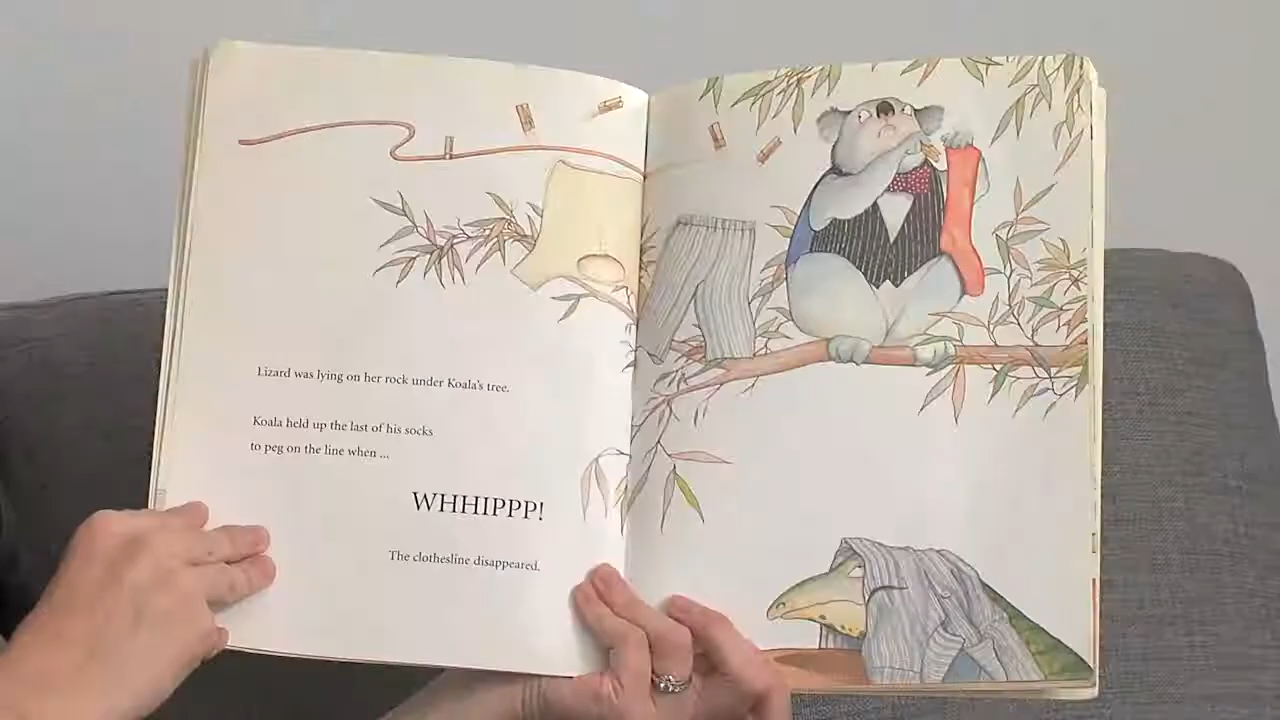 Lizard was lying on her rock under Koala's tree.
Koala held up the last of his socks
to peg on the line when ...
WHHIPPP!
The clothesline disappeared.